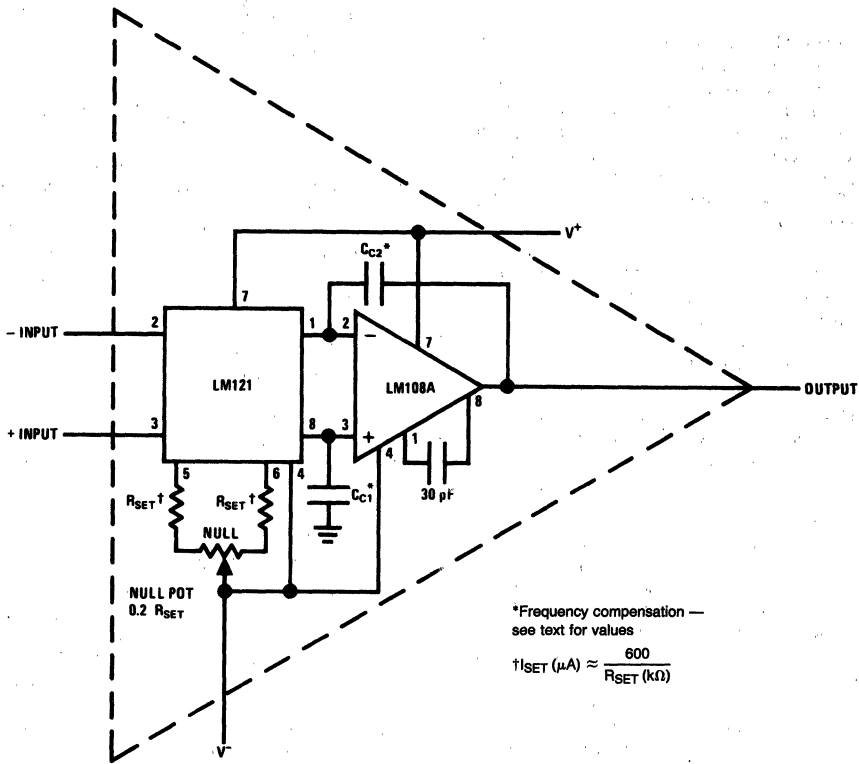 V+
CC2*
7
- INPUT
2
1
2
-
7
LM121
LM108A
OUTPUT
8
+ INPUT
3
8
3
+
1
4
5
6
4
RSET †
RSET †
CC1*
30 pF
NULL
NULL POT
0.2 RSET
*Frequency compensation —
see text for values
†ISET (μA) ≈ 600
RSET (kΩ)
V-